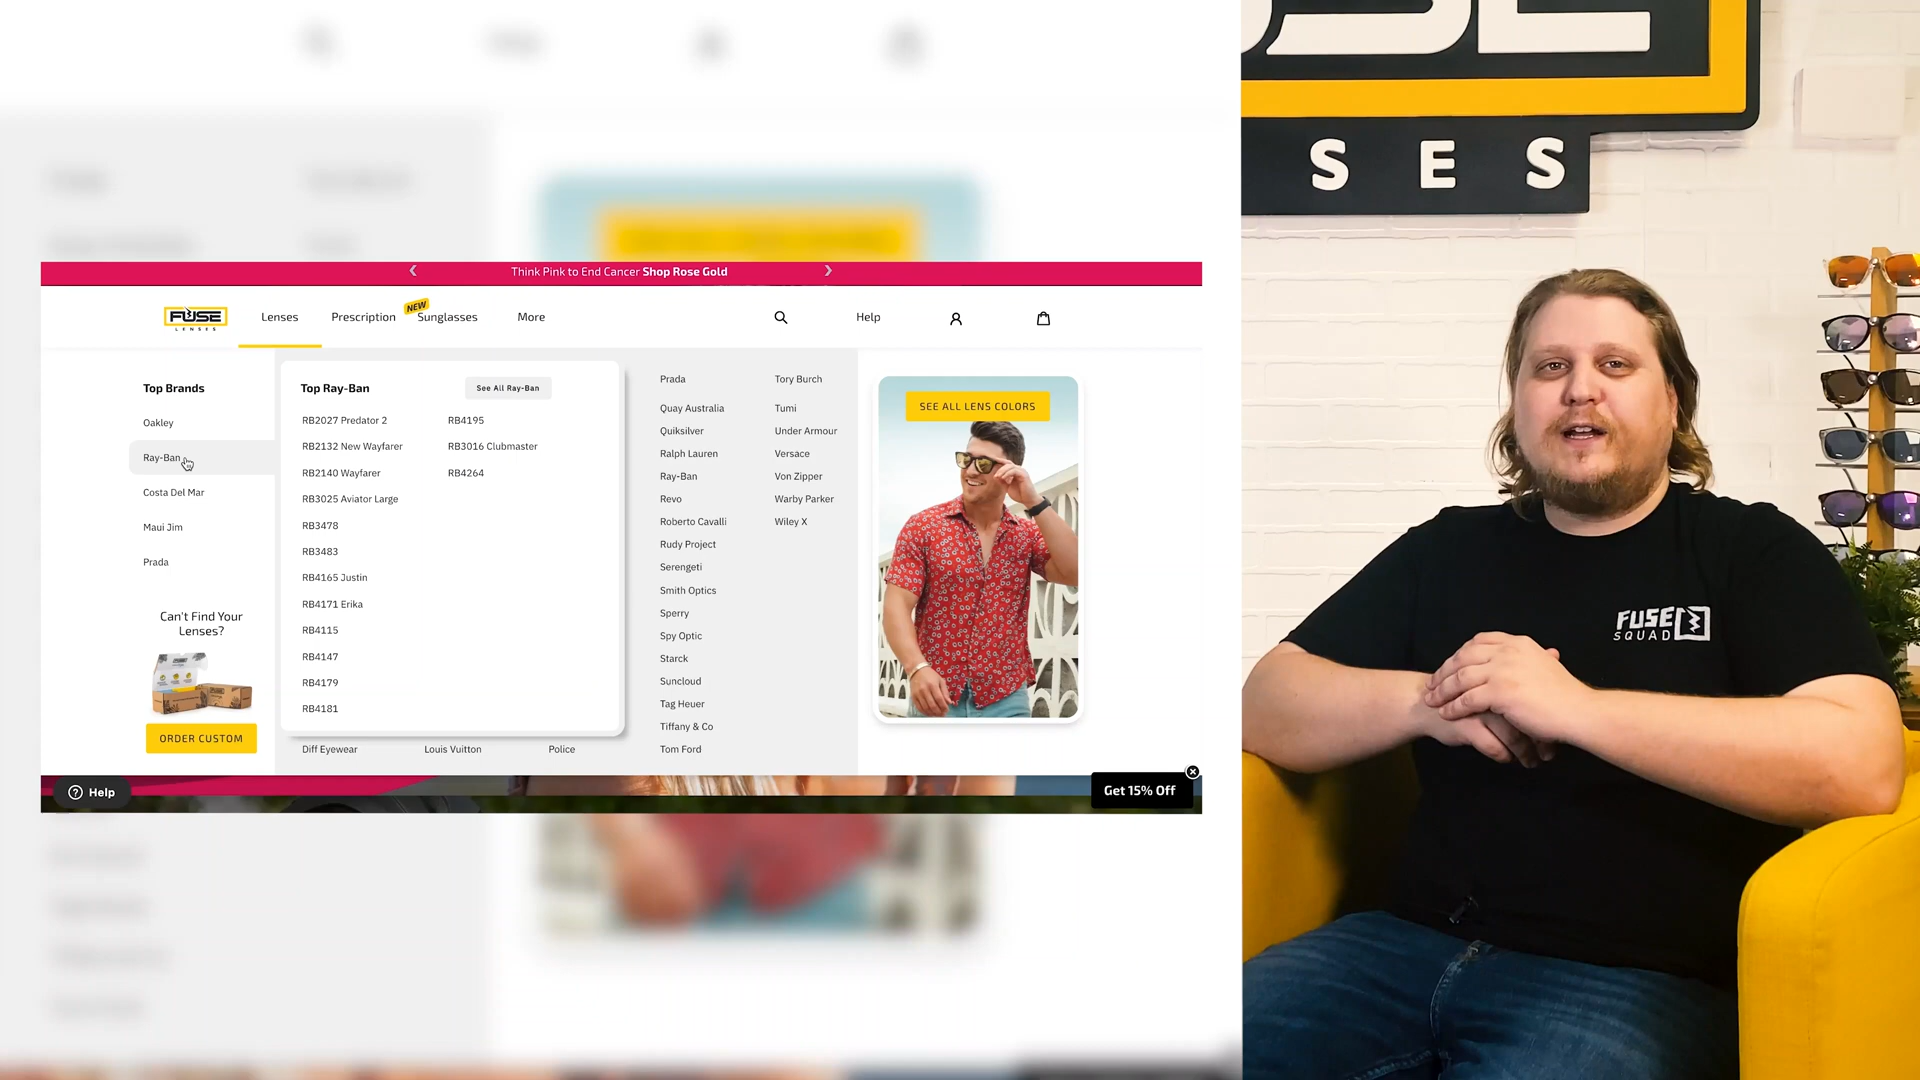 Think Pink to End Cancer Shop Rose Gold
FUSE
LENSES
Lenses
Prescription
NEW
Sunglasses
More
Help
Top Brands
Oakley
Ray-Ban
Costa Del Mar
Maui Jim
Prada
Can't Find Your
Lenses?
ORDER CUSTOM
Top Ray-Ban
See All Ray-Ban
RB2027 Predator 2
RB2132 New Wayfarer
RB2140 Wayfarer
RB3025 Aviator Large
RB3478
RB3483
RB4165 Justin
RB4171 Erika
RB4115
RB4147
RB4179
RB4181
RB4195
RB3016 Clubmaster
RB4264
Diff Eyewear
Louis Vuitton
Police
Prada
Quay Australia
Quiksilver
Ralph Lauren
Ray-Ban
Revo
Roberto Cavalli
Rudy Project
Serengeti
Smith Optics
Sperry
Spy Optic
Starck
Suncloud
Tag Heuer
Tiffany & Co
Tom Ford
Tory Burch
Tumi
Under Armour
Versace
Von Zipper
Warby Parker
Wiley X
SEE ALL LENS COLORS
Help
Get 15% Off
SES
FUSE
SQUAD